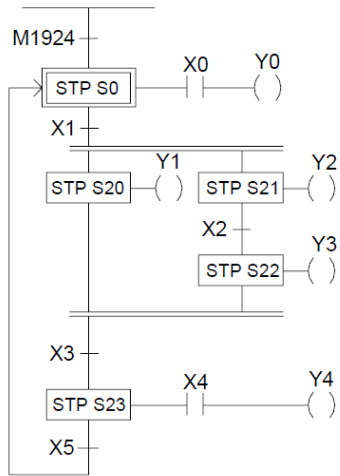 M1924
X0 Y0
STP S0
X1
Y1 Y2
STP S20 STP S21
X2
Y3
STP S22
X3
X4 Y4
STP S23
X5